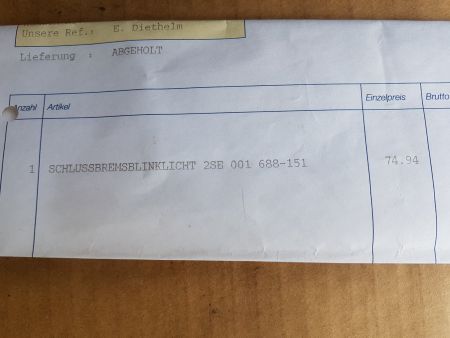 Unsere Ref.: E. Diethelm
Lieferung : ABGEHOLT
Anzahl Artikel Einzelpreis Brutto
1 SCHLUSSBREMSBLINKLICHT 2SE 001 688-151 74.94